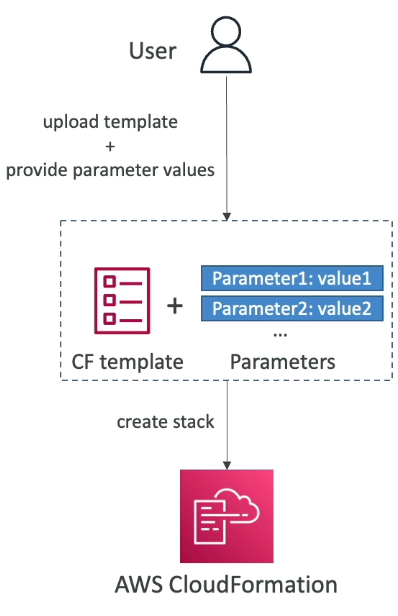 User
upload template
+
provide parameter values
+
Parameter1: value1
Parameter2: value2
...
CF template
Parameters
create stack
AWS CloudFormation